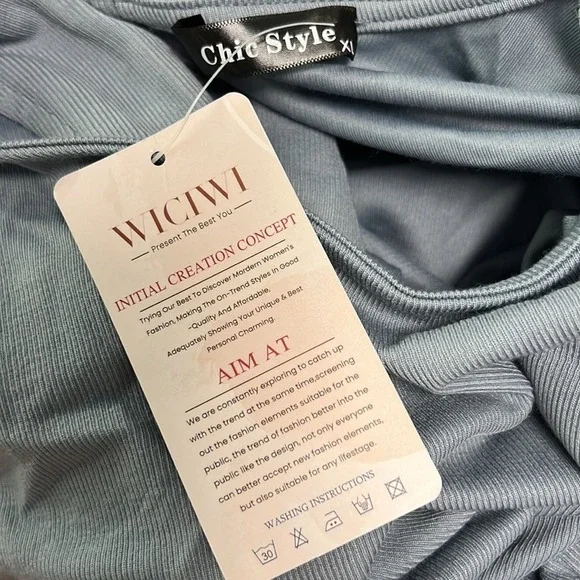 Chic Style
XL
WICIWI
Present The Best You
INITIAL CREATION CONCEPT
Trying Our Best To Discover Mordern Women's
Fashion, Making The On-Trend Styles In Good
-Quality And Affordable,
Adequately Showing Your Unique & Best
Personal Charming.
AIM AT
We are constantly exploring to catch up
with the trend at the same time,screening
out the fashion elements suitable for the
public, the trend of fashion better into the
public like the design, not only everyone
can better accept new fashion elements,
but also suitable for any lifestage.
WASHING INSTRUCTIONS
30